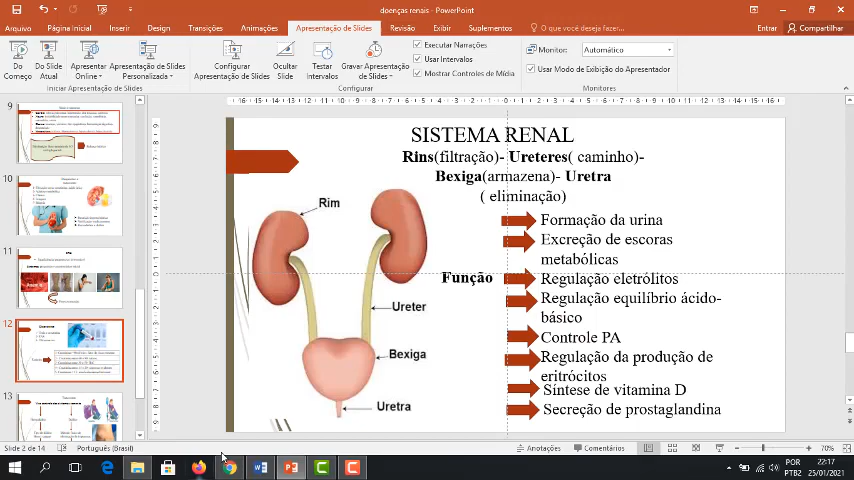 doenças renais - PowerPoint
Arquivo Página Inicial Inserir Design Transições Animações Apresentação de Slides Revisão Exibir Suplementos O que você deseja fazer... Entrar Compartilhar
Do Começo
Do Slide Atual
Apresentar Online
Apresentação de Slides Personalizada
Configurar Apresentação de Slides
Ocultar Slide
Testar Intervalos
Gravar Apresentação de Slides
Executar Narrações
Usar Intervalos
Mostrar Controles de Mídia
Monitor: Automático
Usar Modo de Exibição do Apresentador
Iniciar Apresentação de Slides
Configurar
Monitores
9
10
11
12
13
SISTEMA RENAL
Rins(filtração)- Ureteres( caminho)-
Bexiga(armazena)- Uretra
( eliminação)
Rim
Ureter
Bexiga
Uretra
Função
Formação da urina
Excreção de escoras
metabólicas
Regulação eletrólitos
Regulação equilíbrio ácido-
básico
Controle PA
Regulação da produção de
eritrócitos
Síntese de vitamina D
Secreção de prostaglandina
Slide 2 de 14 Português (Brasil) Anotações Comentários 70%
POR
PTB2
22:17
25/01/2021